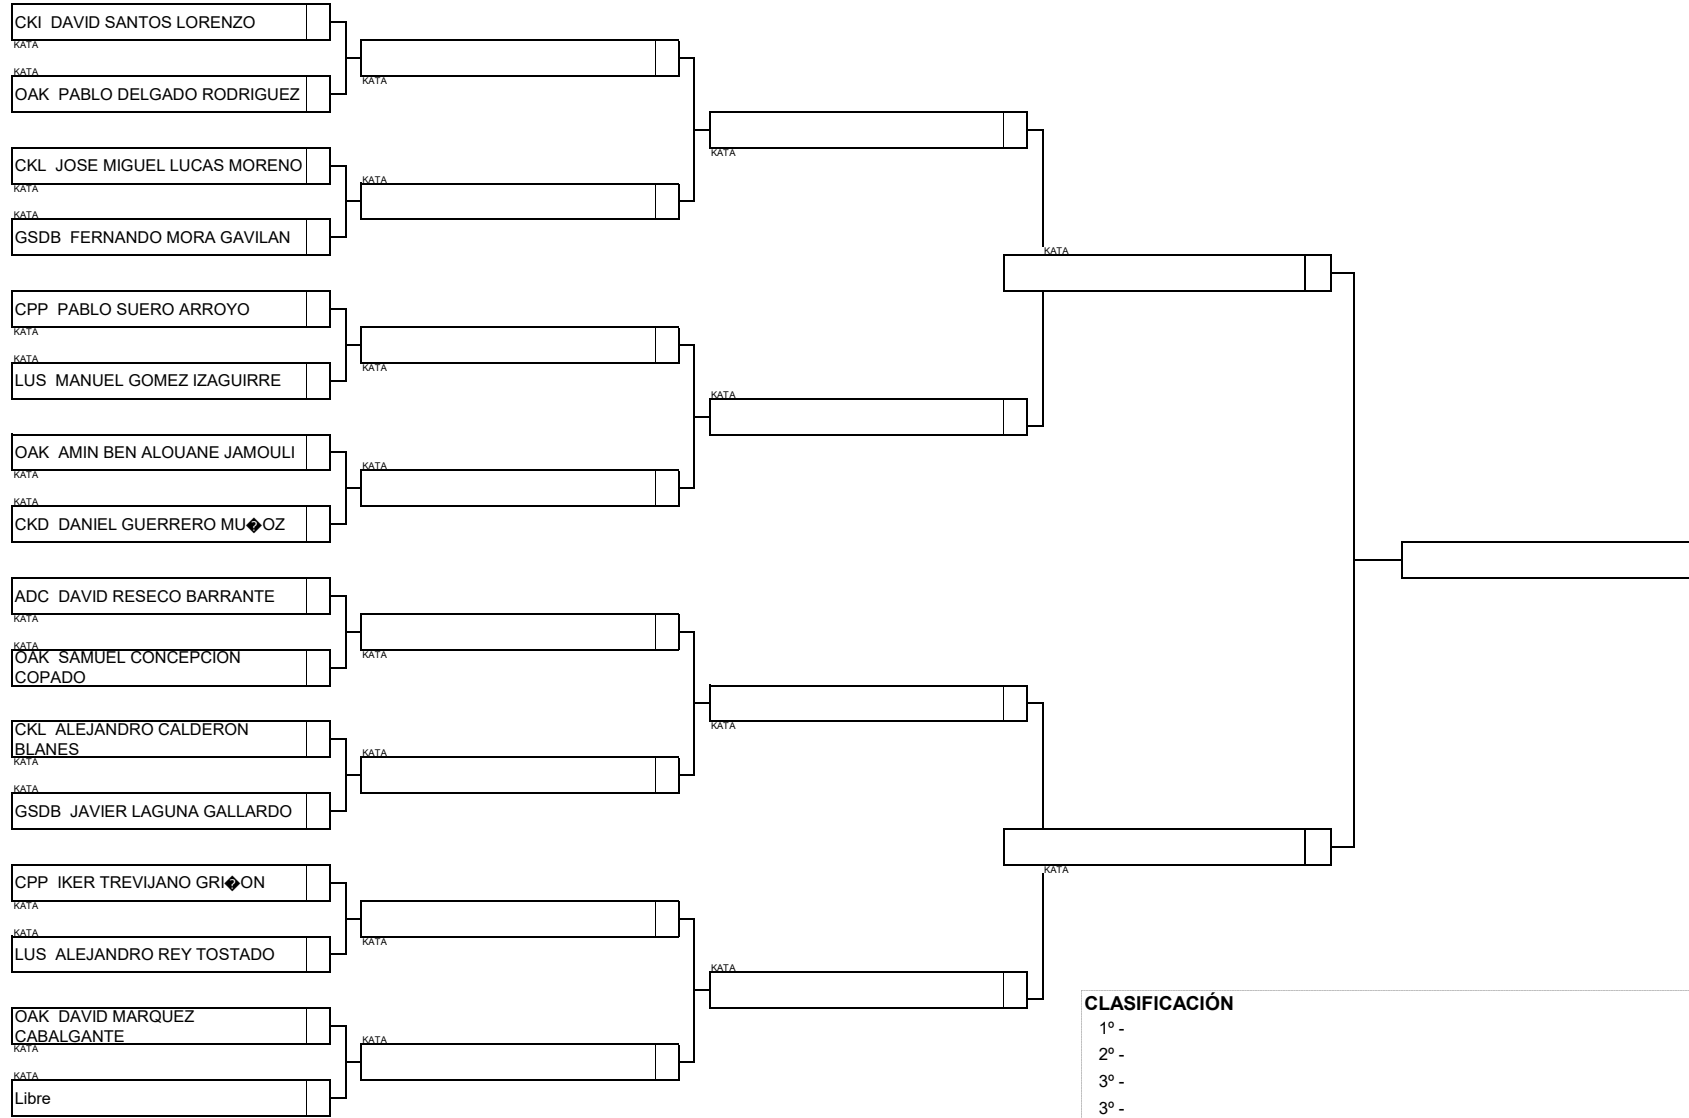 CKI DAVID SANTOS LORENZO
KATA
KATA
OAK PABLO DELGADO RODRIGUEZ
KATA
CKL JOSE MIGUEL LUCAS MORENO
KATA
KATA
GSDB FERNANDO MORA GAVILAN
KATA
KATA
KATA
CPP PABLO SUERO ARROYO
KATA
KATA
LUS MANUEL GOMEZ IZAGUIRRE
KATA
KATA
OAK AMIN BEN ALOUANE JAMOULI
KATA
KATA
CKD DANIEL GUERRERO MU�OZ
KATA
ADC DAVID RESECO BARRANTE
KATA
KATA
OAK SAMUEL CONCEPCION
COPADO
KATA
CKL ALEJANDRO CALDERON
BLANES
KATA
KATA
KATA
KATA
GSDB JAVIER LAGUNA GALLARDO
CPP IKER TREVIJANO GRI�ON
KATA
KATA
KATA
LUS ALEJANDRO REY TOSTADO
KATA
KATA
OAK DAVID MARQUEZ
CABALGANTE
KATA
KATA
KATA
Libre
CLASIFICACIÓN
1º -
2º -
3º -
3º -